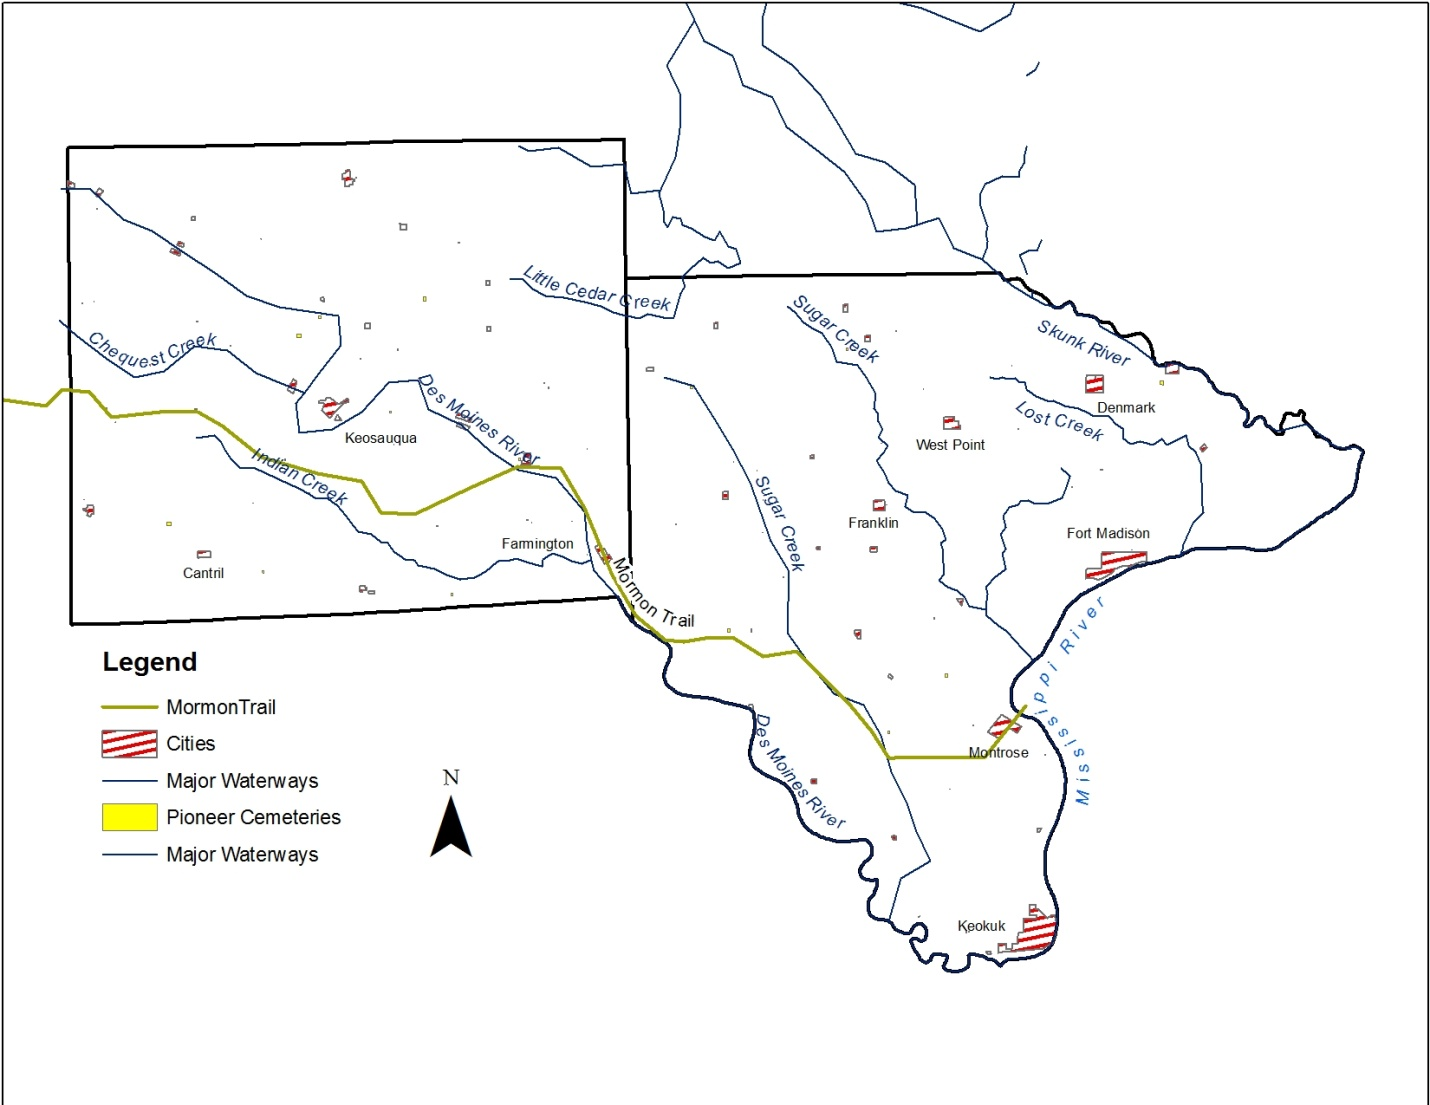 Little Cedar Creek
Sugar Creek
Skunk River
Chequest Creek
Des Moines River
Denmark
Lost Creek
West Point
Keosauqua
Indian Creek
Sugar Creek
Franklin
Fort Madison
Farmington
Cantril
Mormon Trail
Mississippi River
Legend
MormonTrail
Cities
Major Waterways
Pioneer Cemeteries
Major Waterways
N
Des Moines River
Montrose
Keokuk